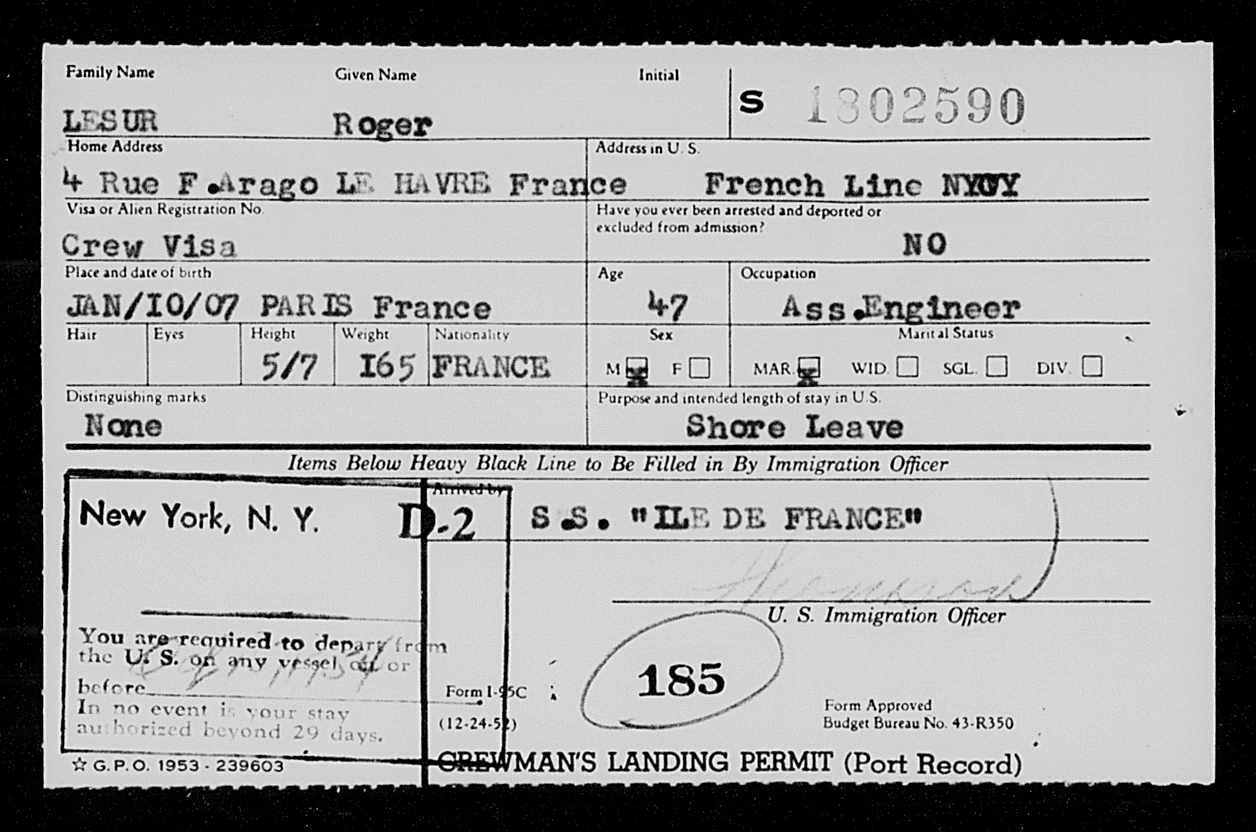 Family Name Given Name Initial
S 1802590
LESUR Roger
Home Address Address in U. S.
4 Rue F.Arago LE HAVRE France French Line NY
Visa or Alien Registration No. Have you ever been arrested and deported or
excluded from admission?
Crew Visa NO
Place and date of birth Age Occupation
JAN/I0/07 PARIS France 47 Ass.Engineer
Hair Eyes Height Weight Nationality Sex Marital Status
5/7 I65 FRANCE M X F MAR. X WID. SGL. DIV.
Distinguishing marks Purpose and intended length of stay in U.S.
None Shore Leave
Items Below Heavy Black Line to Be Filled in By Immigration Officer
Arrived by
New York, N. Y. D-2 S.S. "ILE DE FRANCE"
U. S. Immigration Officer
You are required to depart from
the U. S. on any vessel on or
before
In no event is your stay
authorized beyond 29 days.
185
Form I-95C
(12-24-52)
Form Approved
Budget Bureau No. 43-R350
☆ G.P.O. 1953 - 239603
CREWMAN'S LANDING PERMIT (Port Record)